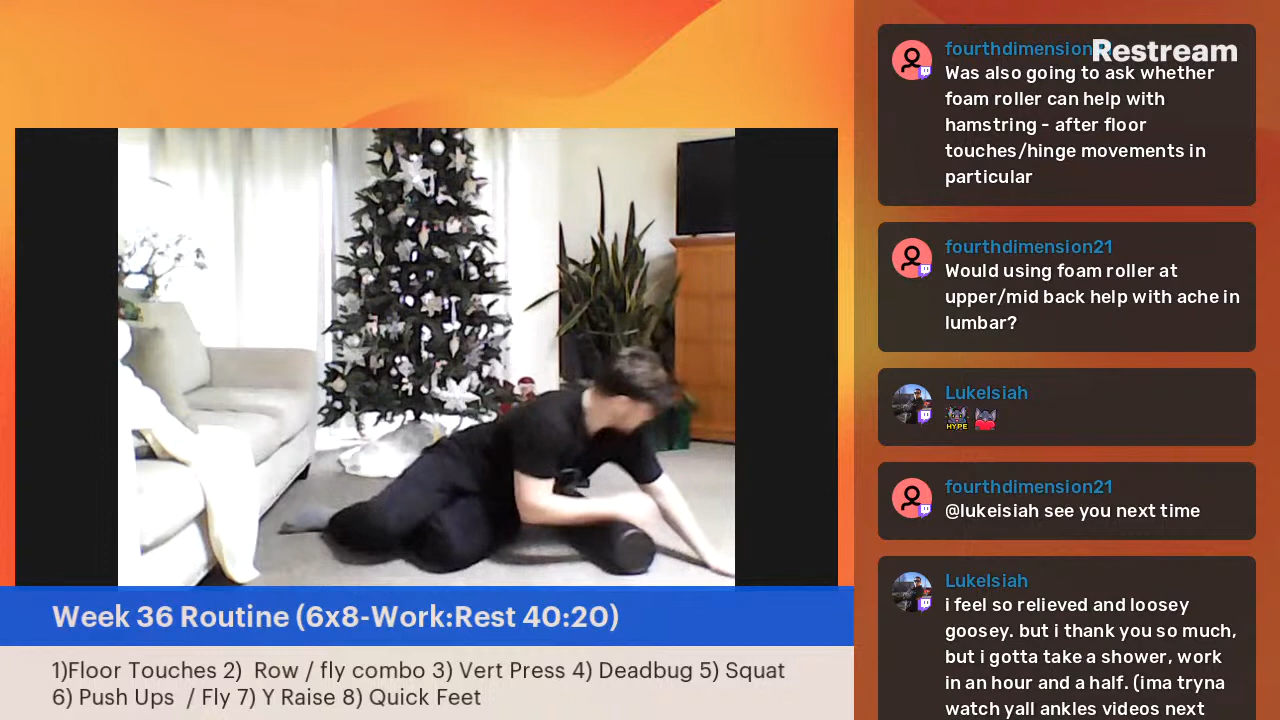 Restream
fourthdimension
Was also going to ask whether
foam roller can help with
hamstring - after floor
touches/hinge movements in
particular
fourthdimension21
Would using foam roller at
upper/mid back help with ache in
lumbar?
LukeIsiah
HYPE
fourthdimension21
@lukeisiah see you next time
LukeIsiah
i feel so relieved and loosey
goosey. but i thank you so much,
but i gotta take a shower, work
in an hour and a half. (ima tryna
watch yall ankles videos next
Week 36 Routine (6x8-Work:Rest 40:20)
1)Floor Touches 2)  Row / fly combo 3) Vert Press 4) Deadbug 5) Squat
6) Push Ups  / Fly 7) Y Raise 8) Quick Feet